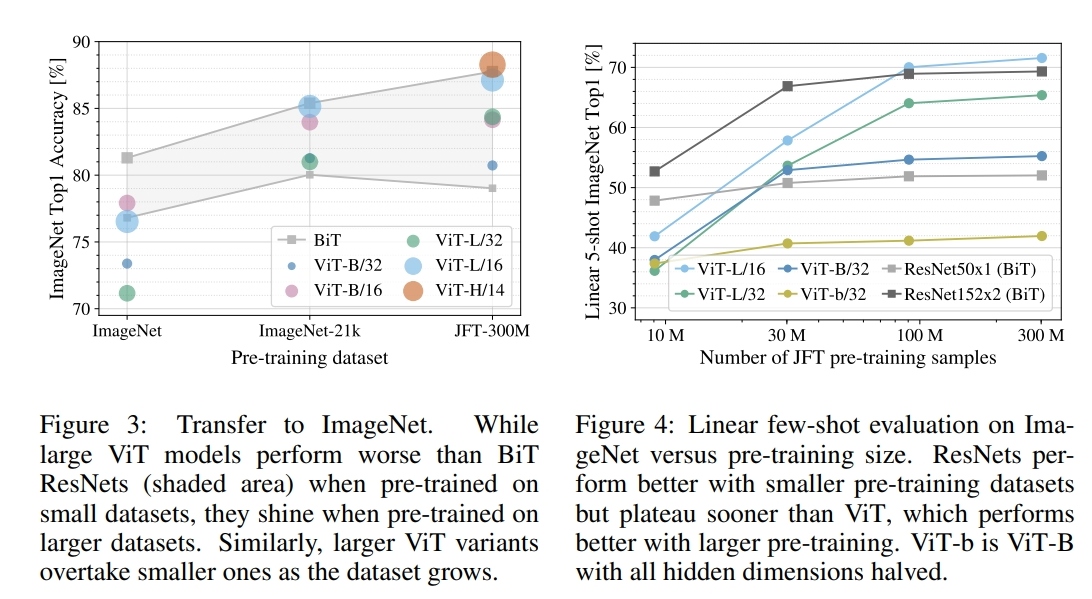 90
85
80
75
70
ImageNet Top1 Accuracy [%]
BiT
ViT-B/32
ViT-B/16
ViT-L/32
ViT-L/16
ViT-H/14
ImageNet
ImageNet-21k
JFT-300M
Pre-training dataset
70
60
50
40
30
Linear 5-shot ImageNet Top1 [%]
ViT-L/16
ViT-L/32
ViT-B/32
ViT-b/32
ResNet50x1 (BiT)
ResNet152x2 (BiT)
10 M
30 M
100 M
300 M
Number of JFT pre-training samples
Figure 3: Transfer to ImageNet. While
large ViT models perform worse than BiT
ResNets (shaded area) when pre-trained on
small datasets, they shine when pre-trained on
larger datasets. Similarly, larger ViT variants
overtake smaller ones as the dataset grows.
Figure 4: Linear few-shot evaluation on Ima-
geNet versus pre-training size. ResNets per-
form better with smaller pre-training datasets
but plateau sooner than ViT, which performs
better with larger pre-training. ViT-b is ViT-B
with all hidden dimensions halved.